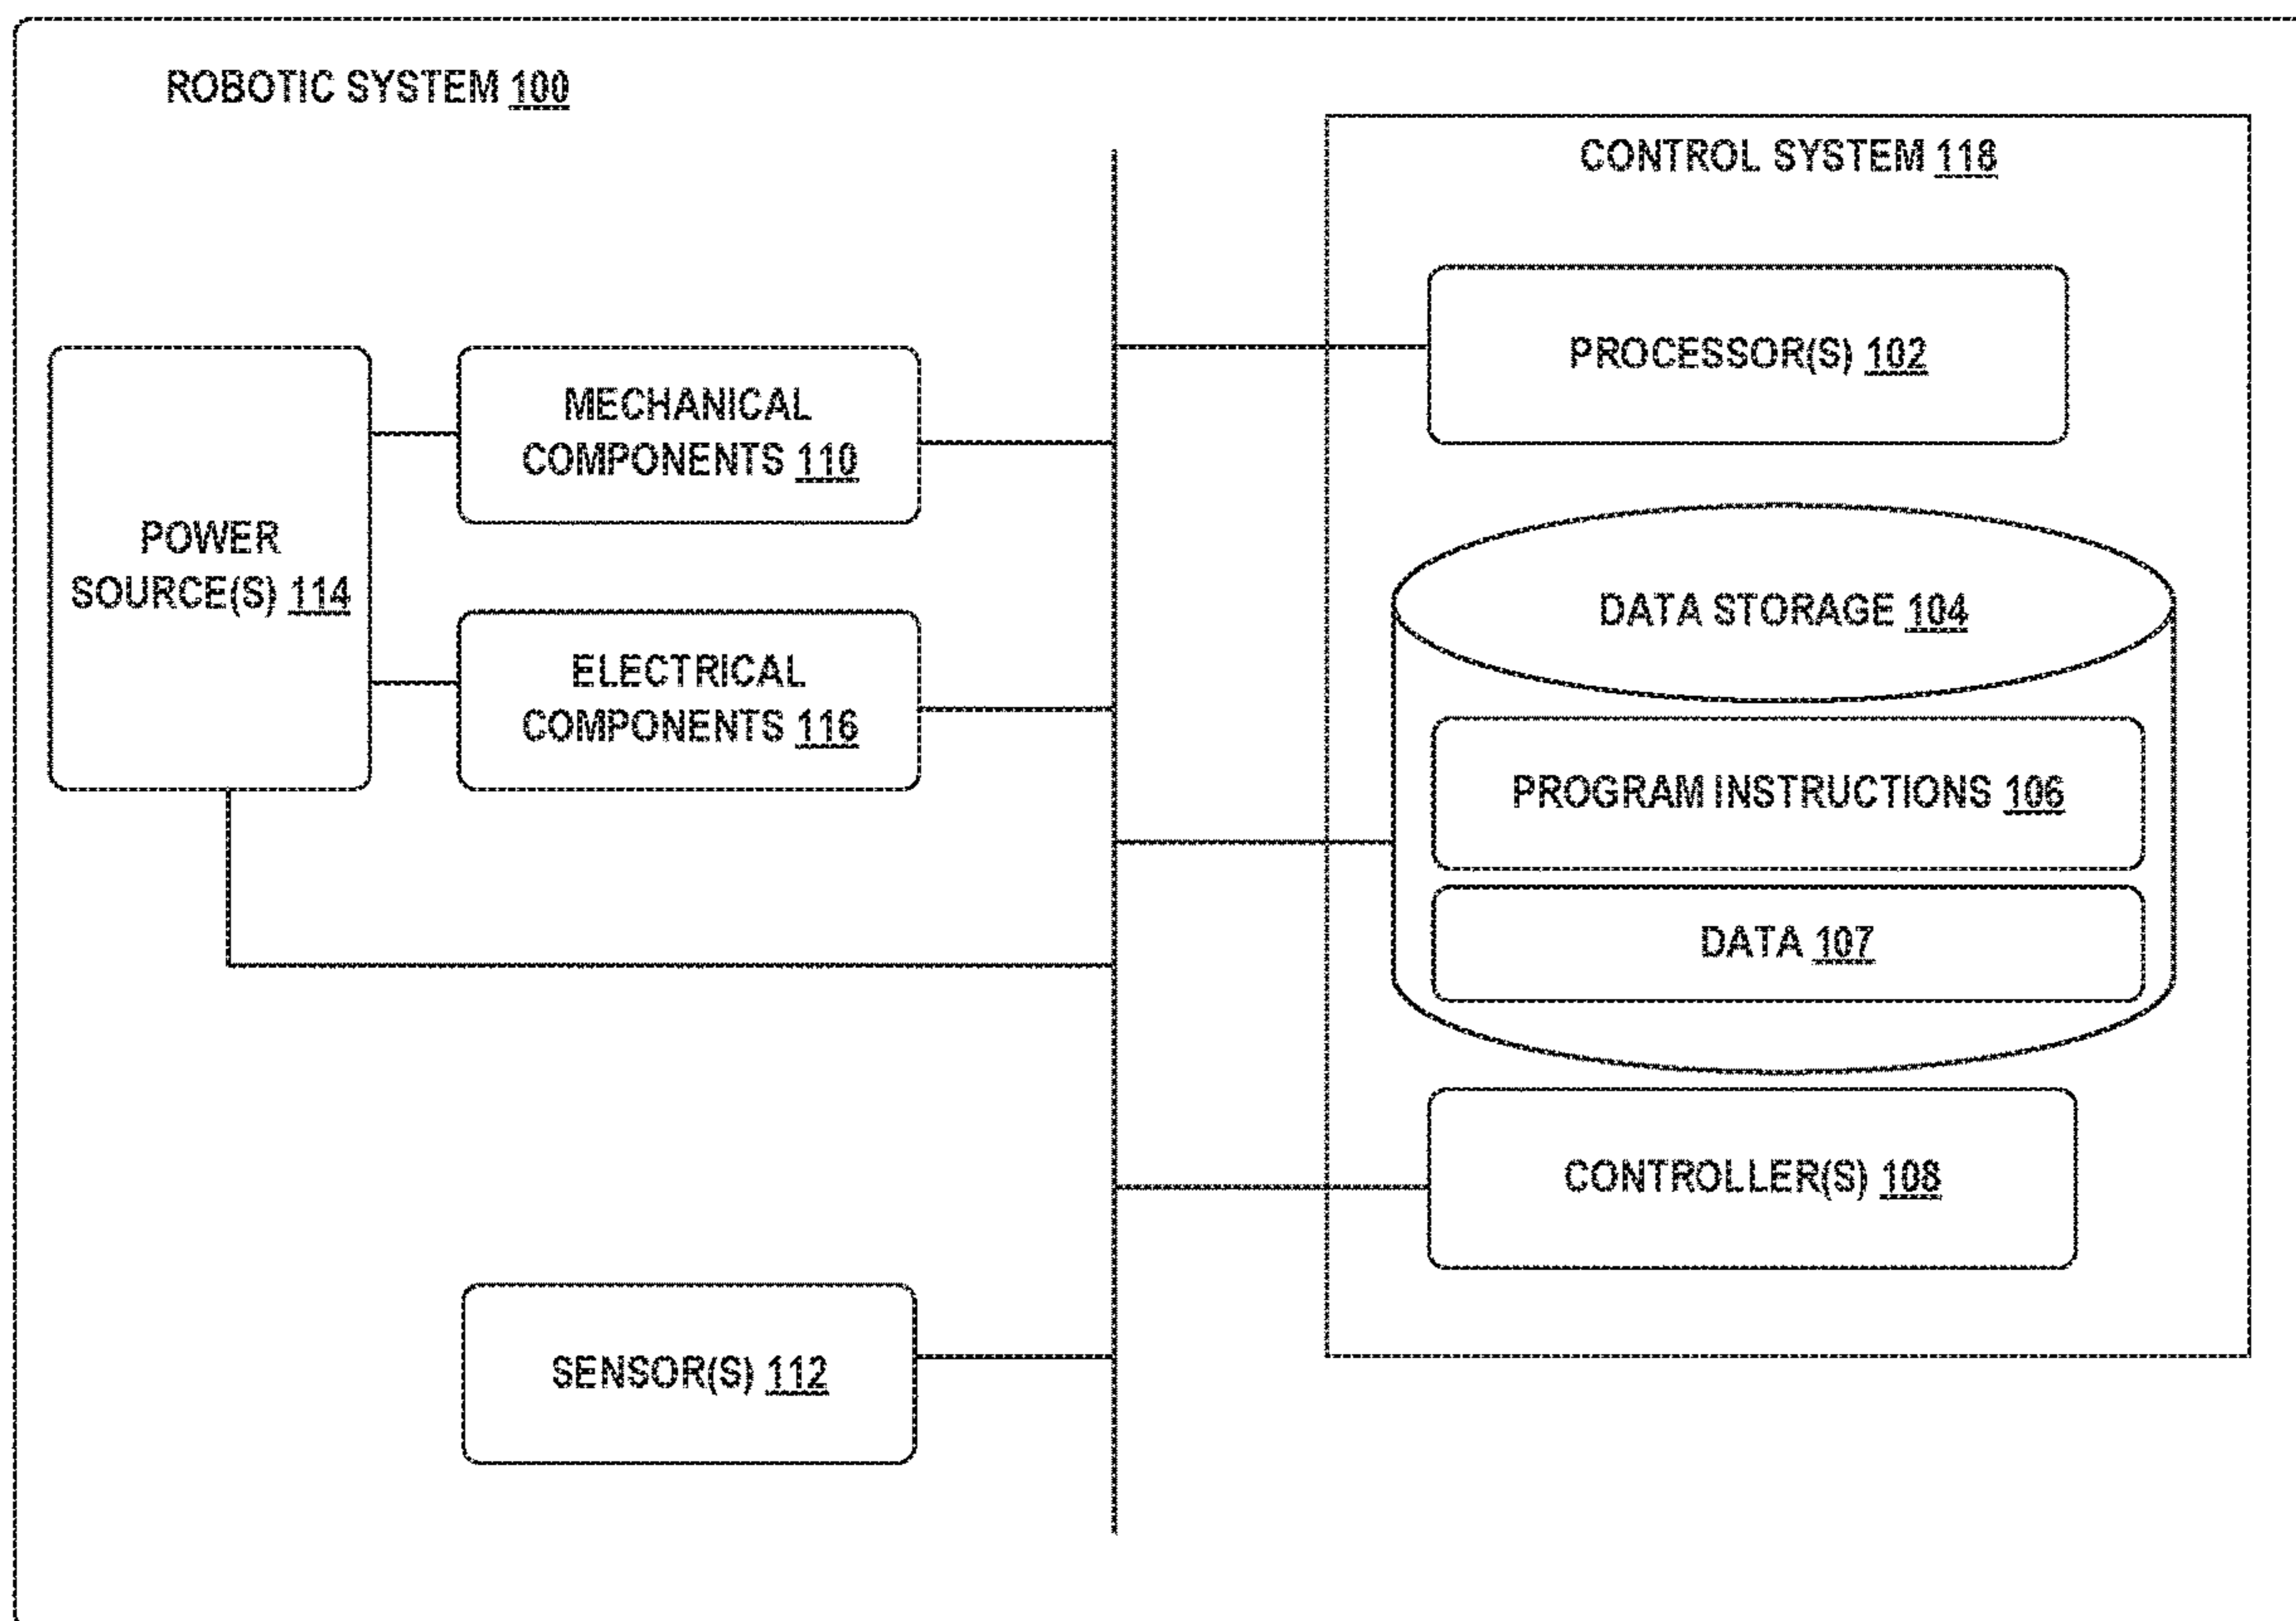 ROBOTIC SYSTEM 100
CONTROL SYSTEM 118
PROCESSOR(S) 102
MECHANICAL
COMPONENTS 110
POWER
SOURCE(S) 114
DATA STORAGE 104
ELECTRICAL
COMPONENTS 116
PROGRAM INSTRUCTIONS 106
DATA 107
CONTROLLER(S) 108
SENSOR(S) 112